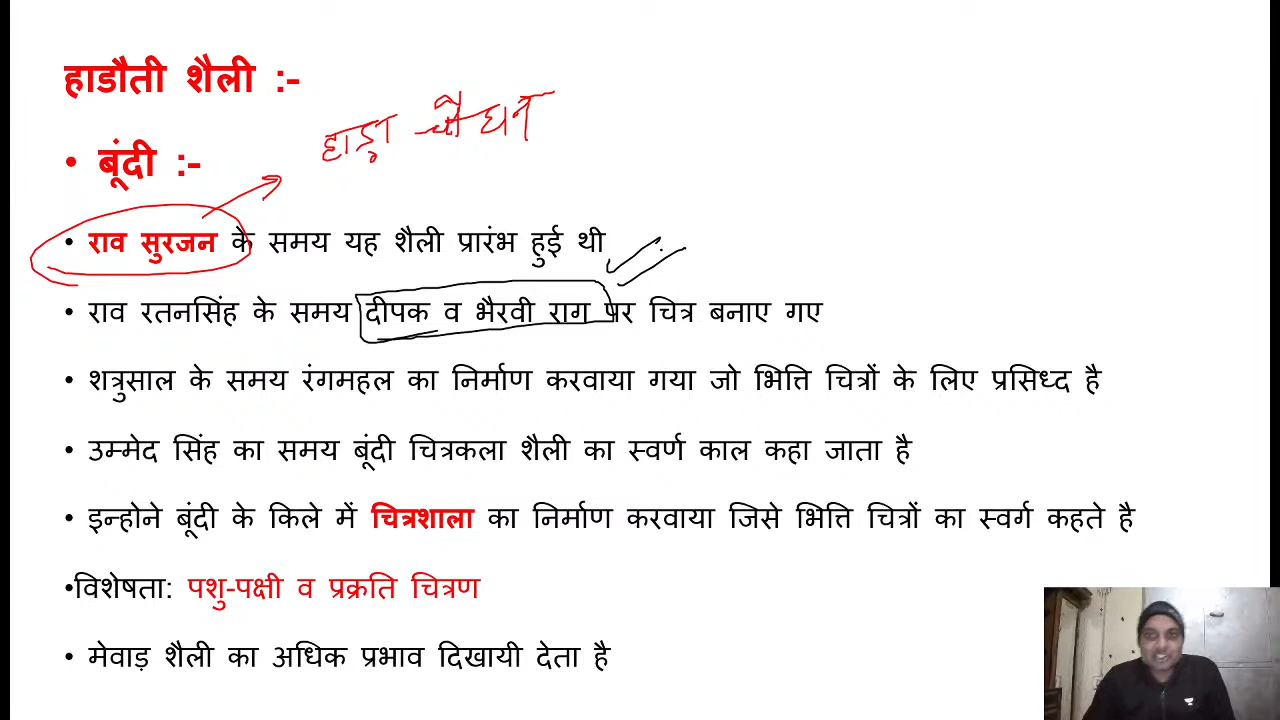 हाडौती शैली :-
हाड़ा चौघन
• बूंदी :-
• राव सुरजन के समय यह शैली प्रारंभ हुई थी
• राव रतनसिंह के समय दीपक व भैरवी राग पर चित्र बनाए गए
• शत्रुसाल के समय रंगमहल का निर्माण करवाया गया जो भित्ति चित्रों के लिए प्रसिध्द है
• उम्मेद सिंह का समय बूंदी चित्रकला शैली का स्वर्ण काल कहा जाता है
• इन्होने बूंदी के किले में चित्रशाला का निर्माण करवाया जिसे भित्ति चित्रों का स्वर्ग कहते है
•विशेषता: पशु-पक्षी व प्रक्रति चित्रण
• मेवाड़ शैली का अधिक प्रभाव दिखायी देता है